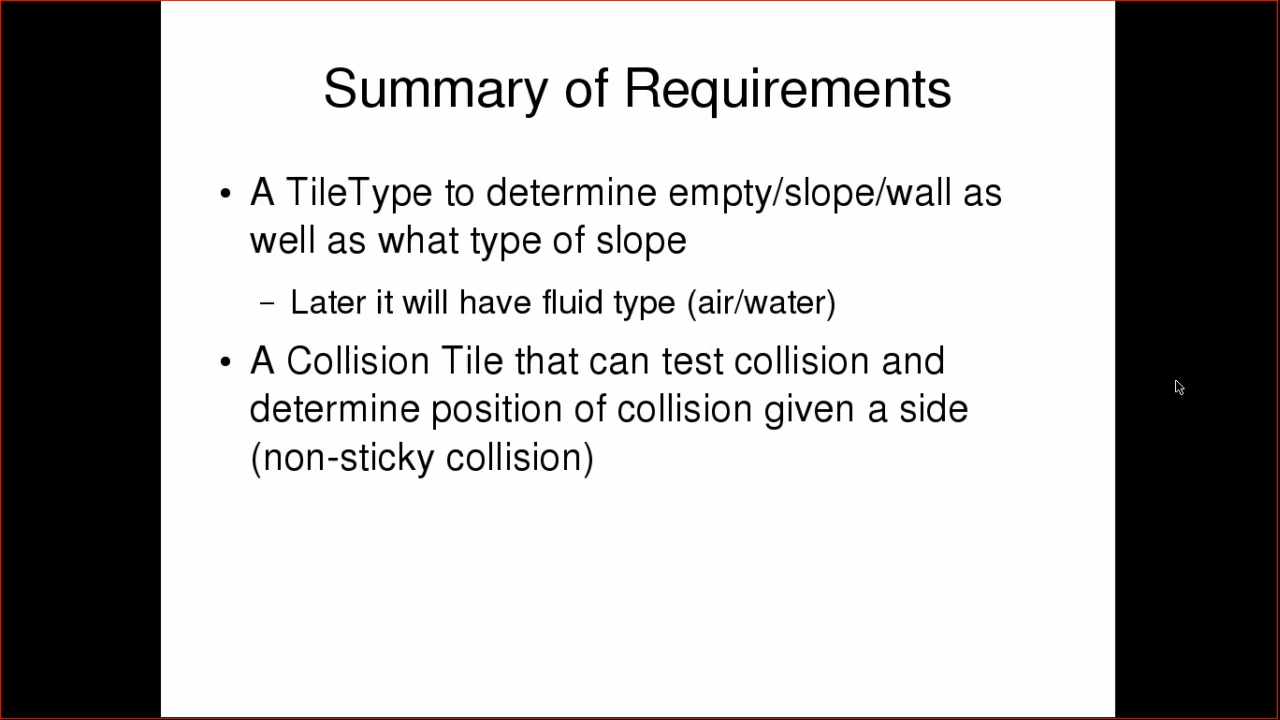 Summary of Requirements
• A TileType to determine empty/slope/wall as
well as what type of slope
– Later it will have fluid type (air/water)
• A Collision Tile that can test collision and
determine position of collision given a side
(non-sticky collision)